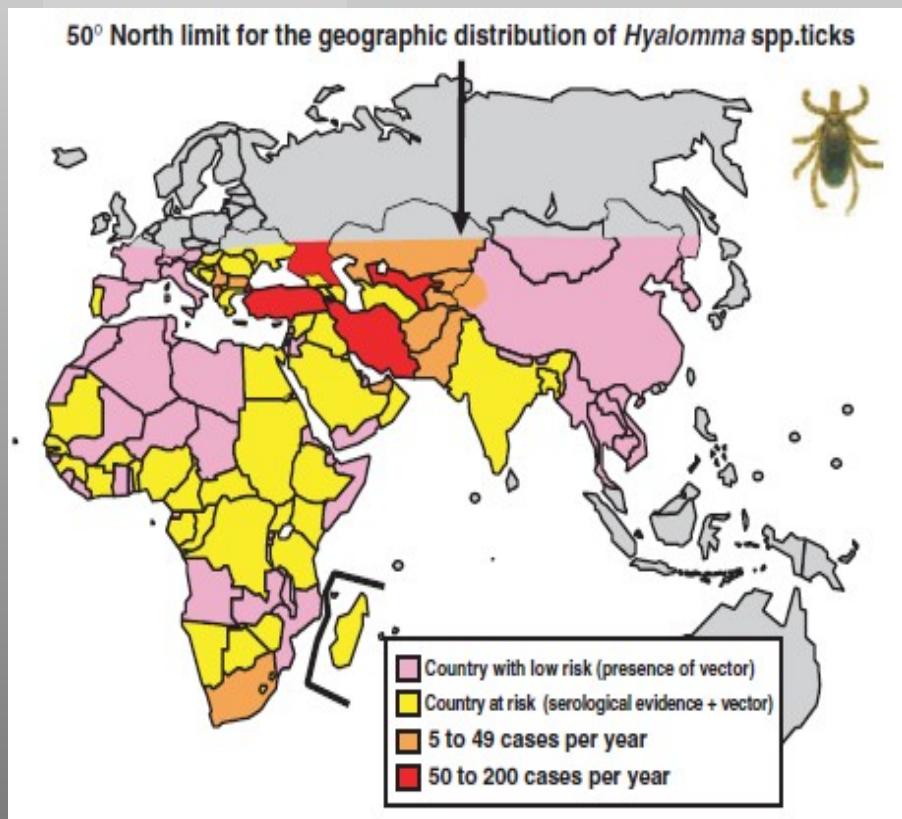 50° North limit for the geographic distribution of Hyalomma spp.ticks
Country with low risk (presence of vector)
Country at risk (serological evidence + vector)
5 to 49 cases per year
50 to 200 cases per year